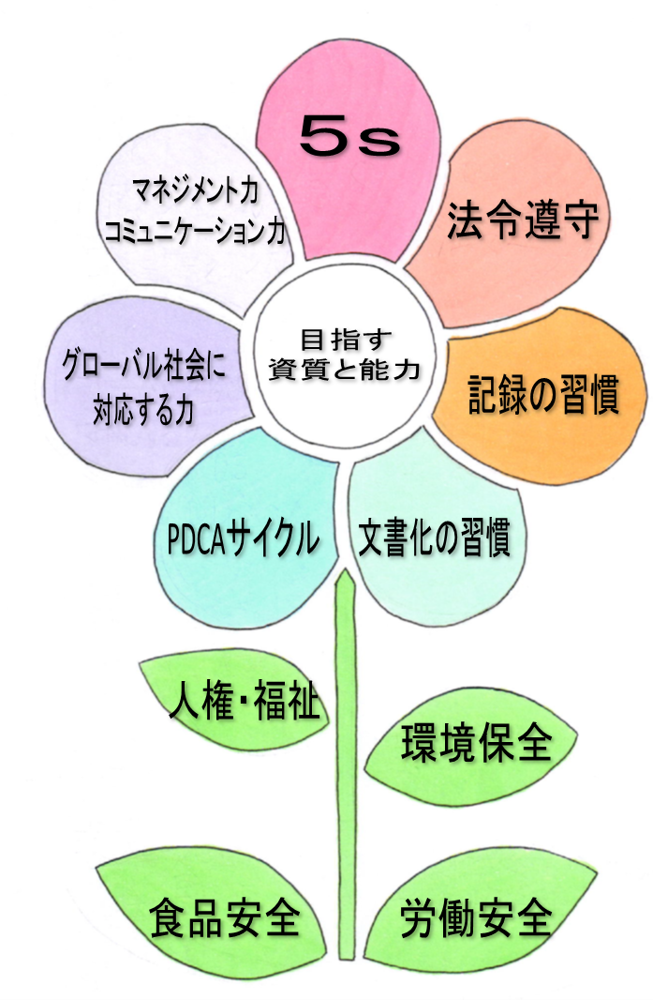 5s
法令遵守
マネジメント力
コミュニケーション力
目指す
資質と能力
グローバル社会に
対応する力
記録の習慣
PDCAサイクル
文書化の習慣
人権・福祉
環境保全
食品安全
労働安全